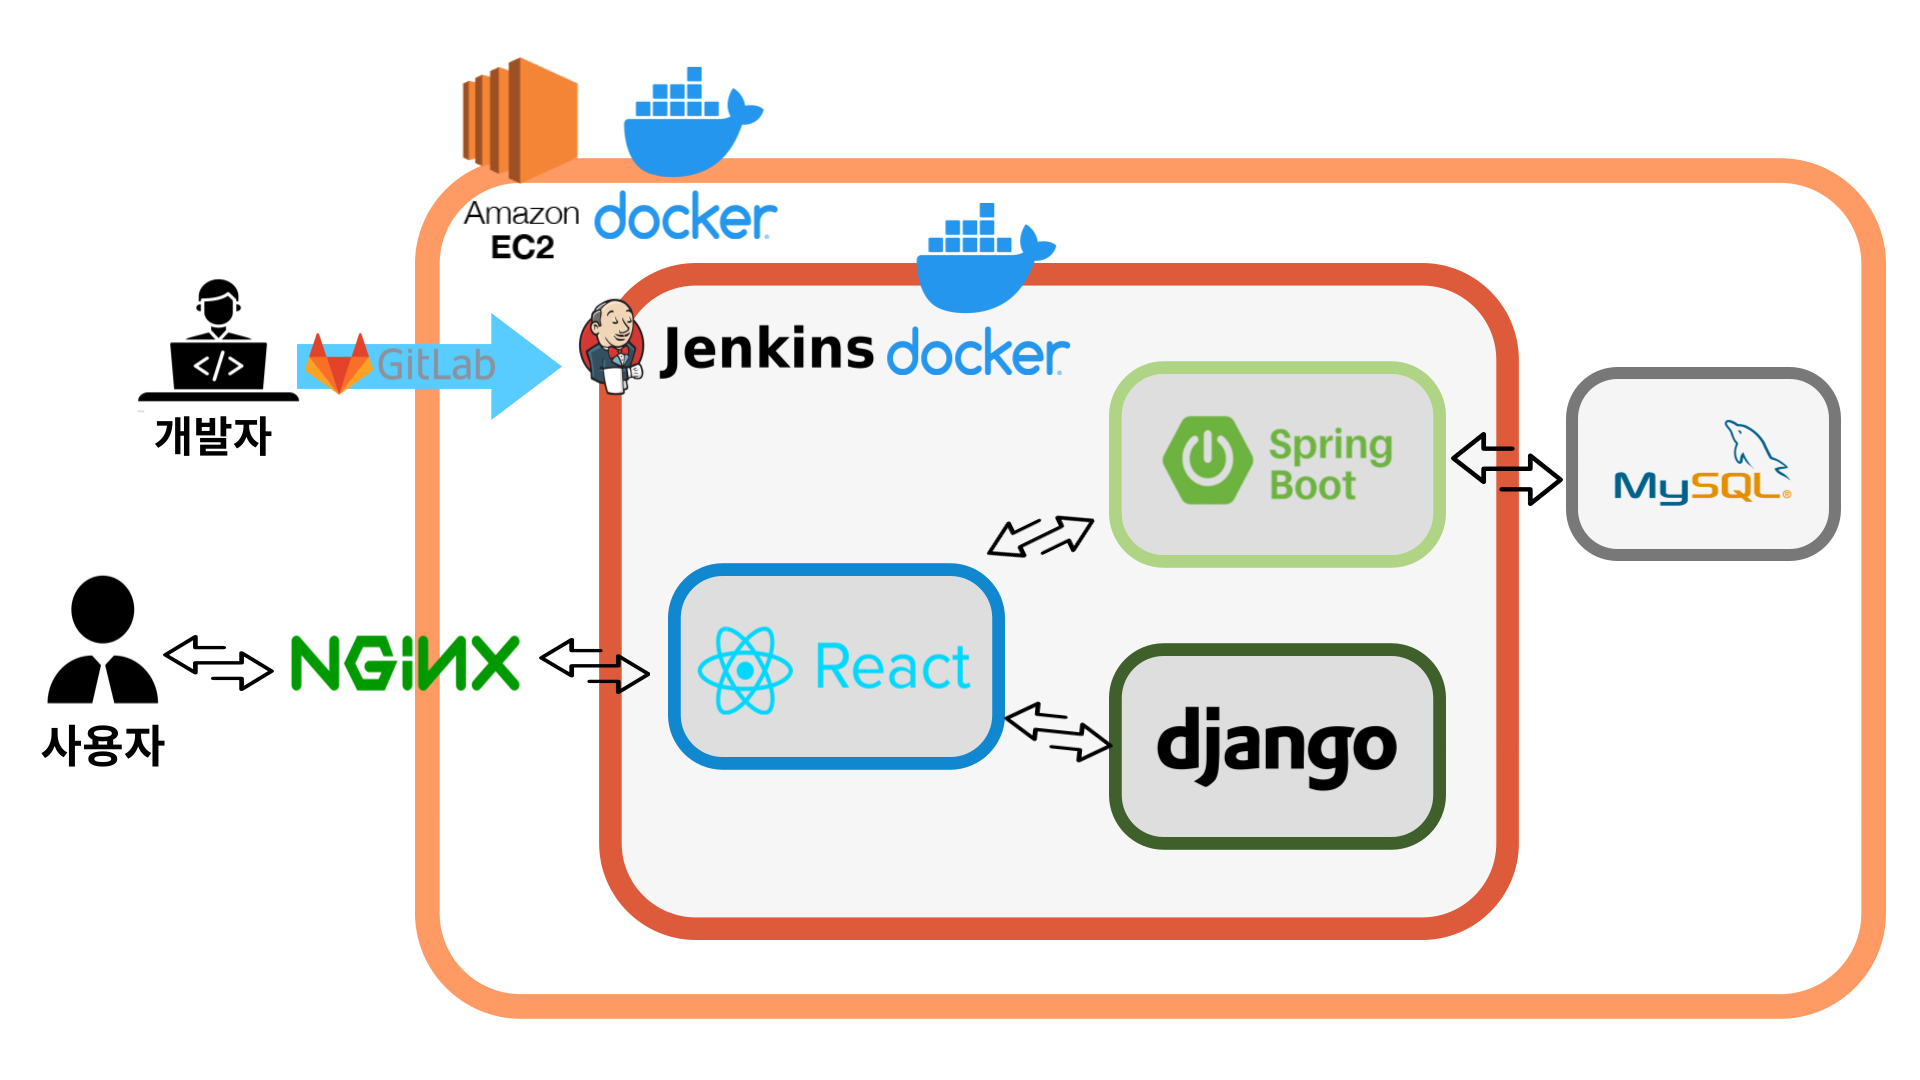 Amazon
EC2
docker
Jenkins
docker
</>
GitLab
개발자
Spring
Boot
MySQL®
사용자
NGINX
React
django